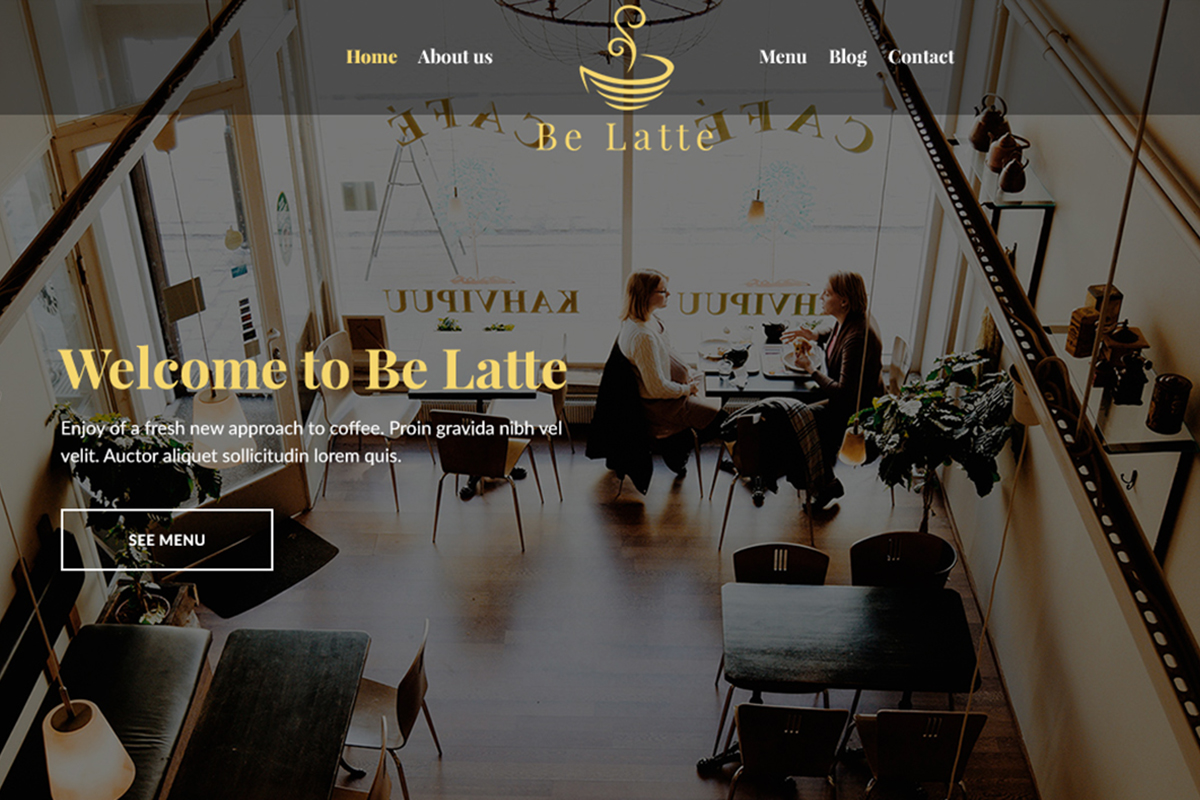 Home About us Menu Blog Contact
CAFÉ CAFÉ
Be Latte
KAHVIPUU KAHVIPUU
Welcome to Be Latte
Enjoy of a fresh new approach to coffee. Proin gravida nibh vel
velit. Auctor aliquet sollicitudin lorem quis.
SEE MENU